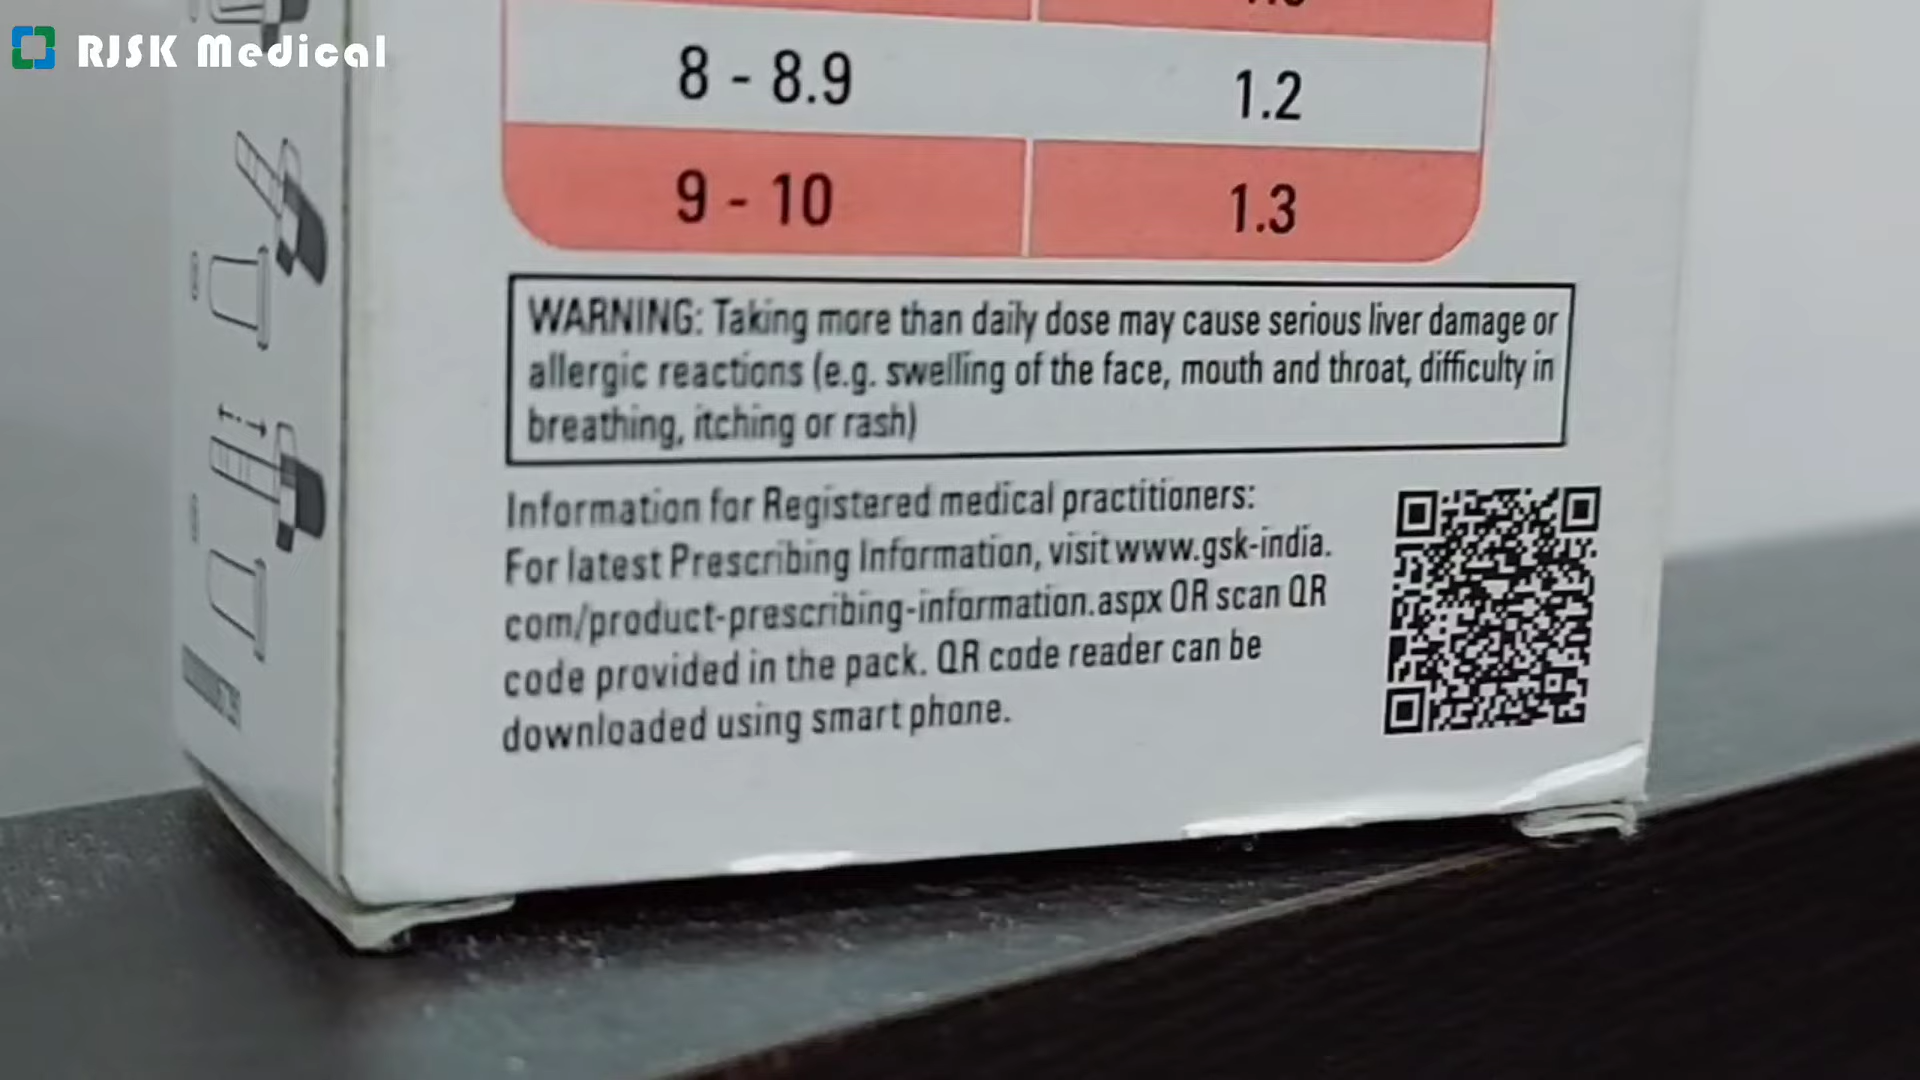 RJSK Medical
8 - 8.9 1.2
9 - 10 1.3
WARNING: Taking more than daily dose may cause serious liver damage or
allergic reactions (e.g. swelling of the face, mouth and throat, difficulty in
breathing, itching or rash)
Information for Registered medical practitioners:
For latest Prescribing Information, visit www.gsk-india.
com/product-prescribing-information.aspx OR scan QR
code provided in the pack. QR code reader can be
downloaded using smart phone.